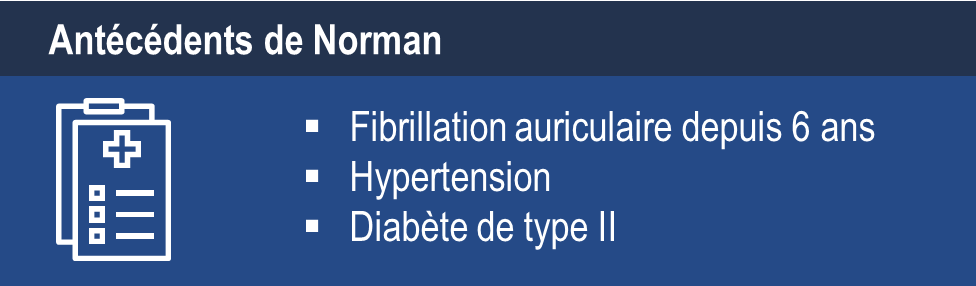 Antécédents de Norman
▪ Fibrillation auriculaire depuis 6 ans
▪ Hypertension
▪ Diabète de type II